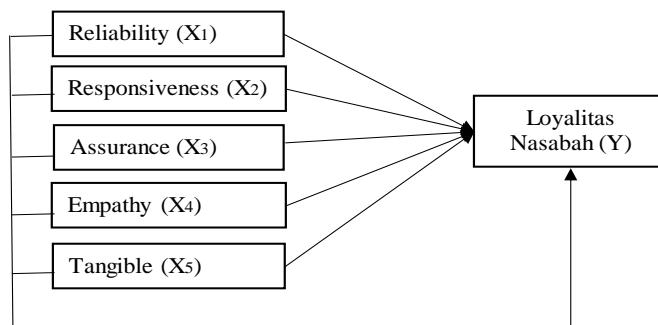 Reliability (X1)
Responsiveness (X2)
Assurance (X3)
Empathy (X4)
Tangible (X5)
Loyalitas
Nasabah (Y)